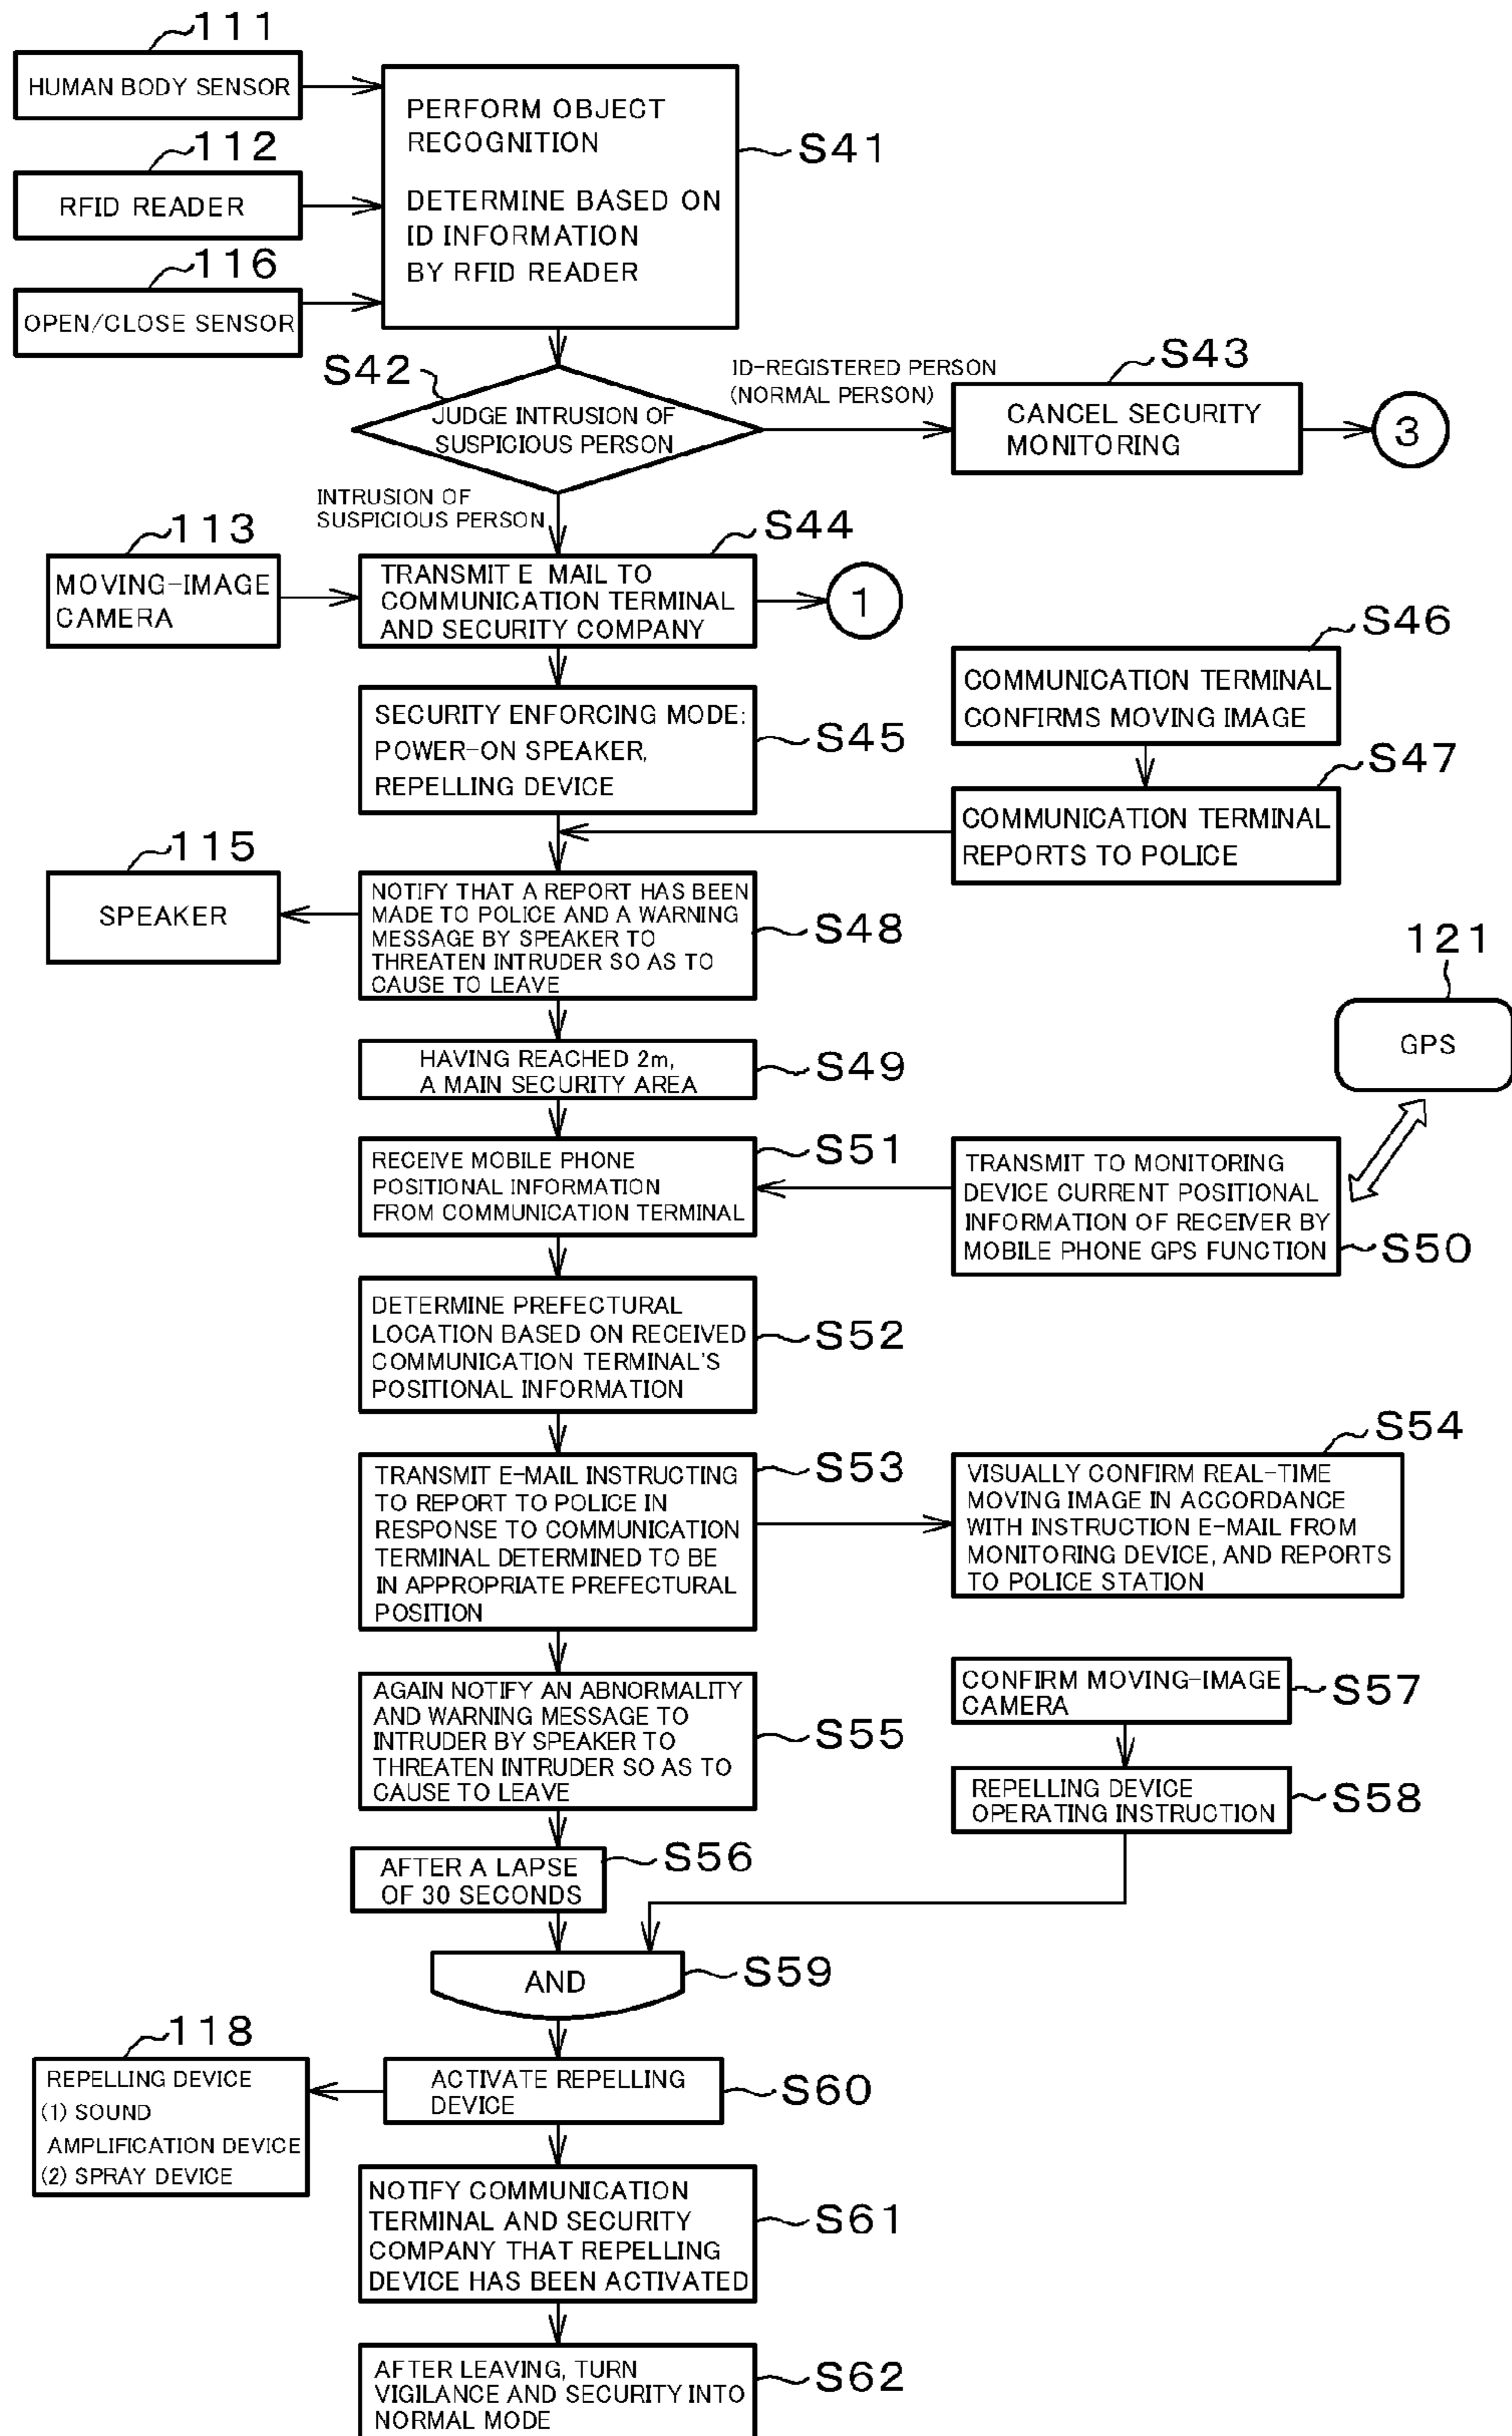 111
HUMAN BODY SENSOR
112
RFID READER
116
OPEN/CLOSE SENSOR
PERFORM OBJECT
RECOGNITION
DETERMINE BASED ON
ID INFORMATION
BY RFID READER
S41
S42
JUDGE INTRUSION OF
SUSPICIOUS PERSON
ID-REGISTERED PERSON
(NORMAL PERSON)
S43
CANCEL SECURITY
MONITORING
3
INTRUSION OF
SUSPICIOUS PERSON
113
MOVING-IMAGE
CAMERA
S44
TRANSMIT E MAIL TO
COMMUNICATION TERMINAL
AND SECURITY COMPANY
1
S46
COMMUNICATION TERMINAL
CONFIRMS MOVING IMAGE
SECURITY ENFORCING MODE:
POWER-ON SPEAKER,
REPELLING DEVICE
S45
S47
COMMUNICATION TERMINAL
REPORTS TO POLICE
115
SPEAKER
NOTIFY THAT A REPORT HAS BEEN
MADE TO POLICE AND A WARNING
MESSAGE BY SPEAKER TO
THREATEN INTRUDER SO AS TO
CAUSE TO LEAVE
S48
121
GPS
HAVING REACHED 2m,
A MAIN SECURITY AREA
S49
RECEIVE MOBILE PHONE
POSITIONAL INFORMATION
FROM COMMUNICATION TERMINAL
S51
TRANSMIT TO MONITORING
DEVICE CURRENT POSITIONAL
INFORMATION OF RECEIVER BY
MOBILE PHONE GPS FUNCTION
S50
DETERMINE PREFECTURAL
LOCATION BASED ON RECEIVED
COMMUNICATION TERMINAL'S
POSITIONAL INFORMATION
S52
TRANSMIT E-MAIL INSTRUCTING
TO REPORT TO POLICE IN
RESPONSE TO COMMUNICATION
TERMINAL DETERMINED TO BE
IN APPROPRIATE PREFECTURAL
POSITION
S53
S54
VISUALLY CONFIRM REAL-TIME
MOVING IMAGE IN ACCORDANCE
WITH INSTRUCTION E-MAIL FROM
MONITORING DEVICE, AND REPORTS
TO POLICE STATION
AGAIN NOTIFY AN ABNORMALITY
AND WARNING MESSAGE TO
INTRUDER BY SPEAKER TO
THREATEN INTRUDER SO AS TO
CAUSE TO LEAVE
S55
CONFIRM MOVING-IMAGE
CAMERA
S57
REPELLING DEVICE
OPERATING INSTRUCTION
S58
AFTER A LAPSE
OF 30 SECONDS
S56
AND
S59
118
REPELLING DEVICE
(1) SOUND
AMPLIFICATION DEVICE
(2) SPRAY DEVICE
ACTIVATE REPELLING
DEVICE
S60
NOTIFY COMMUNICATION
TERMINAL AND SECURITY
COMPANY THAT REPELLING
DEVICE HAS BEEN ACTIVATED
S61
AFTER LEAVING, TURN
VIGILANCE AND SECURITY INTO
NORMAL MODE
S62